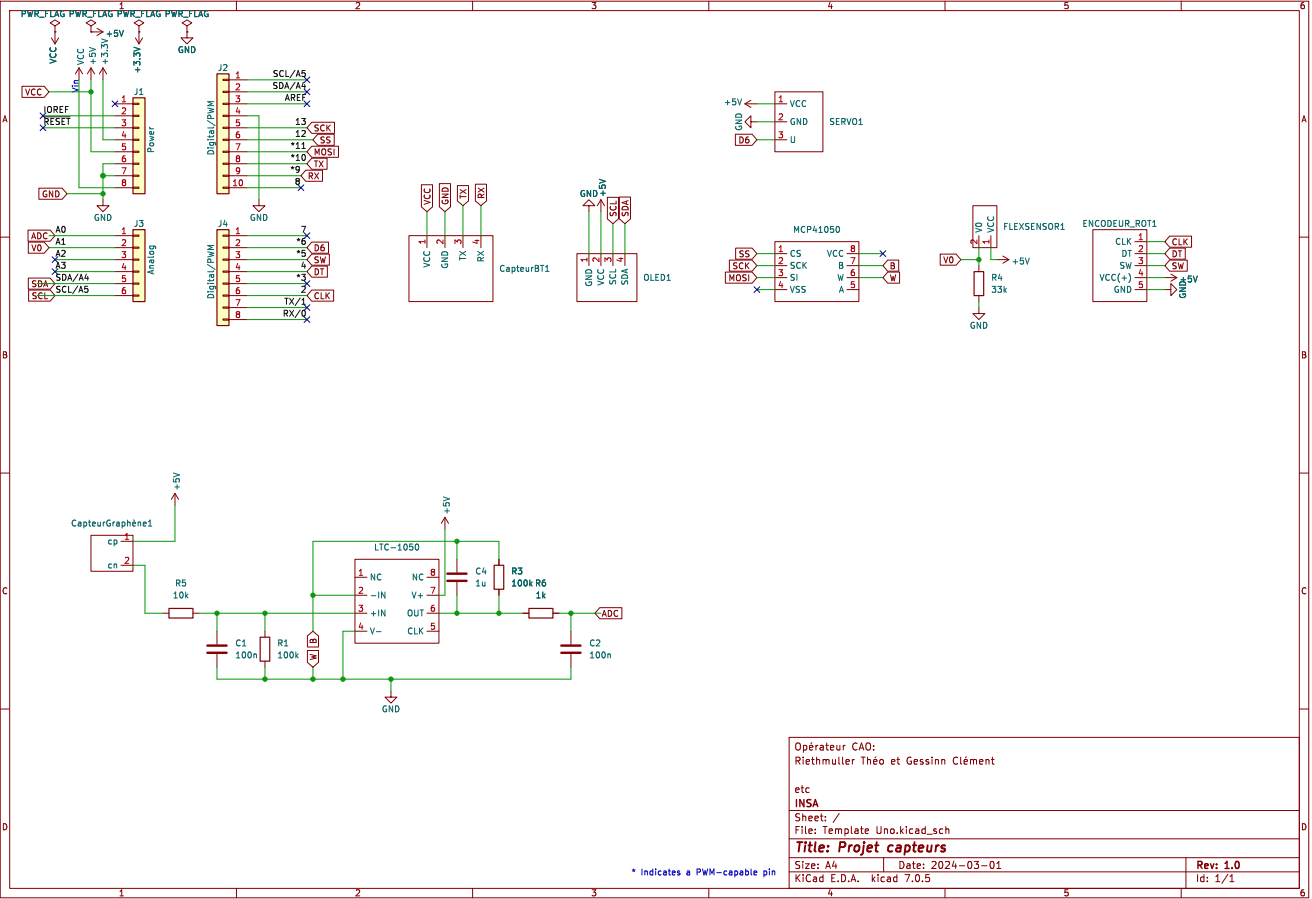 1 2 3 4 5 6
PWR_FLAG PWR_FLAG PWR_FLAG PWR_FLAG
VCC
+5V
+3.3V
GND
VCC
+5V
+3.3V
Vin
VCC
IOREF
RESET
GND
GND
J1
Power
1
2
3
4
5
6
7
8
J2
Digital/PWM
1 SCL/A5
2 SDA/A4
3 AREF
4
5 13 SCK
6 12 SS
7 *11 MOSI
8 *10 TX
9 *9 RX
10 8
GND
J3
Analog
ADC A0 1
V0 A1 2
A2 3
A3 4
SDA SDA/A4 5
SCL SCL/A5 6
J4
Digital/PWM
1 7
2 *6 D6
3 *5 SW
4 4 DT
5 *3
6 2 CLK
7 TX/1
8 RX/0
VCC GND TX RX
1 2 3 4
VCC GND TX RX
CapteurBT1
GND +5V SCL SDA
1 2 3 4
GND VCC SCL SDA
OLED1
+5V 1 VCC
GND 2 GND
D6 3 U
SERVO1
MCP41050
SS 1 CS
SCK 2 SCK
MOSI 3 SI
4 VSS
VCC 8
B 7 B
W 6 W
A 5
FLEXSENSOR1
VO VCC
2 1
V0
+5V
R4
33k
GND
ENCODEUR_ROT1
CLK 1 CLK
DT 2 DT
SW 3 SW
VCC(+) 4 +5V
GND 5 GND
+5V
CapteurGraphène1
cp 1
cn 2
R5
10k
C1
100n
R1
100k
B
W
LTC-1050
1 NC
2 -IN
3 +IN
4 V-
NC 8
V+ 7
OUT 6
CLK 5
+5V
C4
1u
R3
100k
R6
1k
ADC
C2
100n
GND
A
B
C
D
A
B
C
D
* Indicates a PWM-capable pin
Opérateur CAO:
Riethmuller Théo et Gessinn Clément
etc
INSA
Sheet: /
File: Template Uno.kicad_sch
Title: Projet capteurs
Size: A4 Date: 2024-03-01 Rev: 1.0
KiCad E.D.A. kicad 7.0.5 Id: 1/1
1 2 3 4 5 6